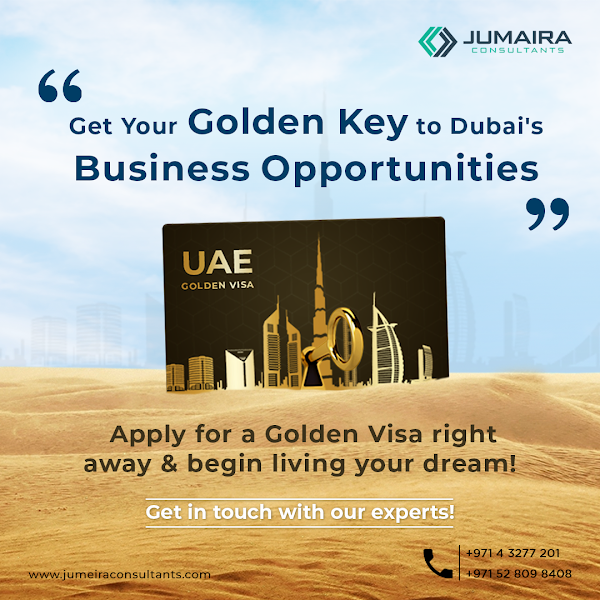 JUMAIRA
CONSULTANTS
“
Get Your Golden Key to Dubai's
Business Opportunities
”
UAE
GOLDEN VISA
Apply for a Golden Visa right
away & begin living your dream!
Get in touch with our experts!
+971 4 3277 201
+971 52 809 8408
www.jumeiraconsultants.com